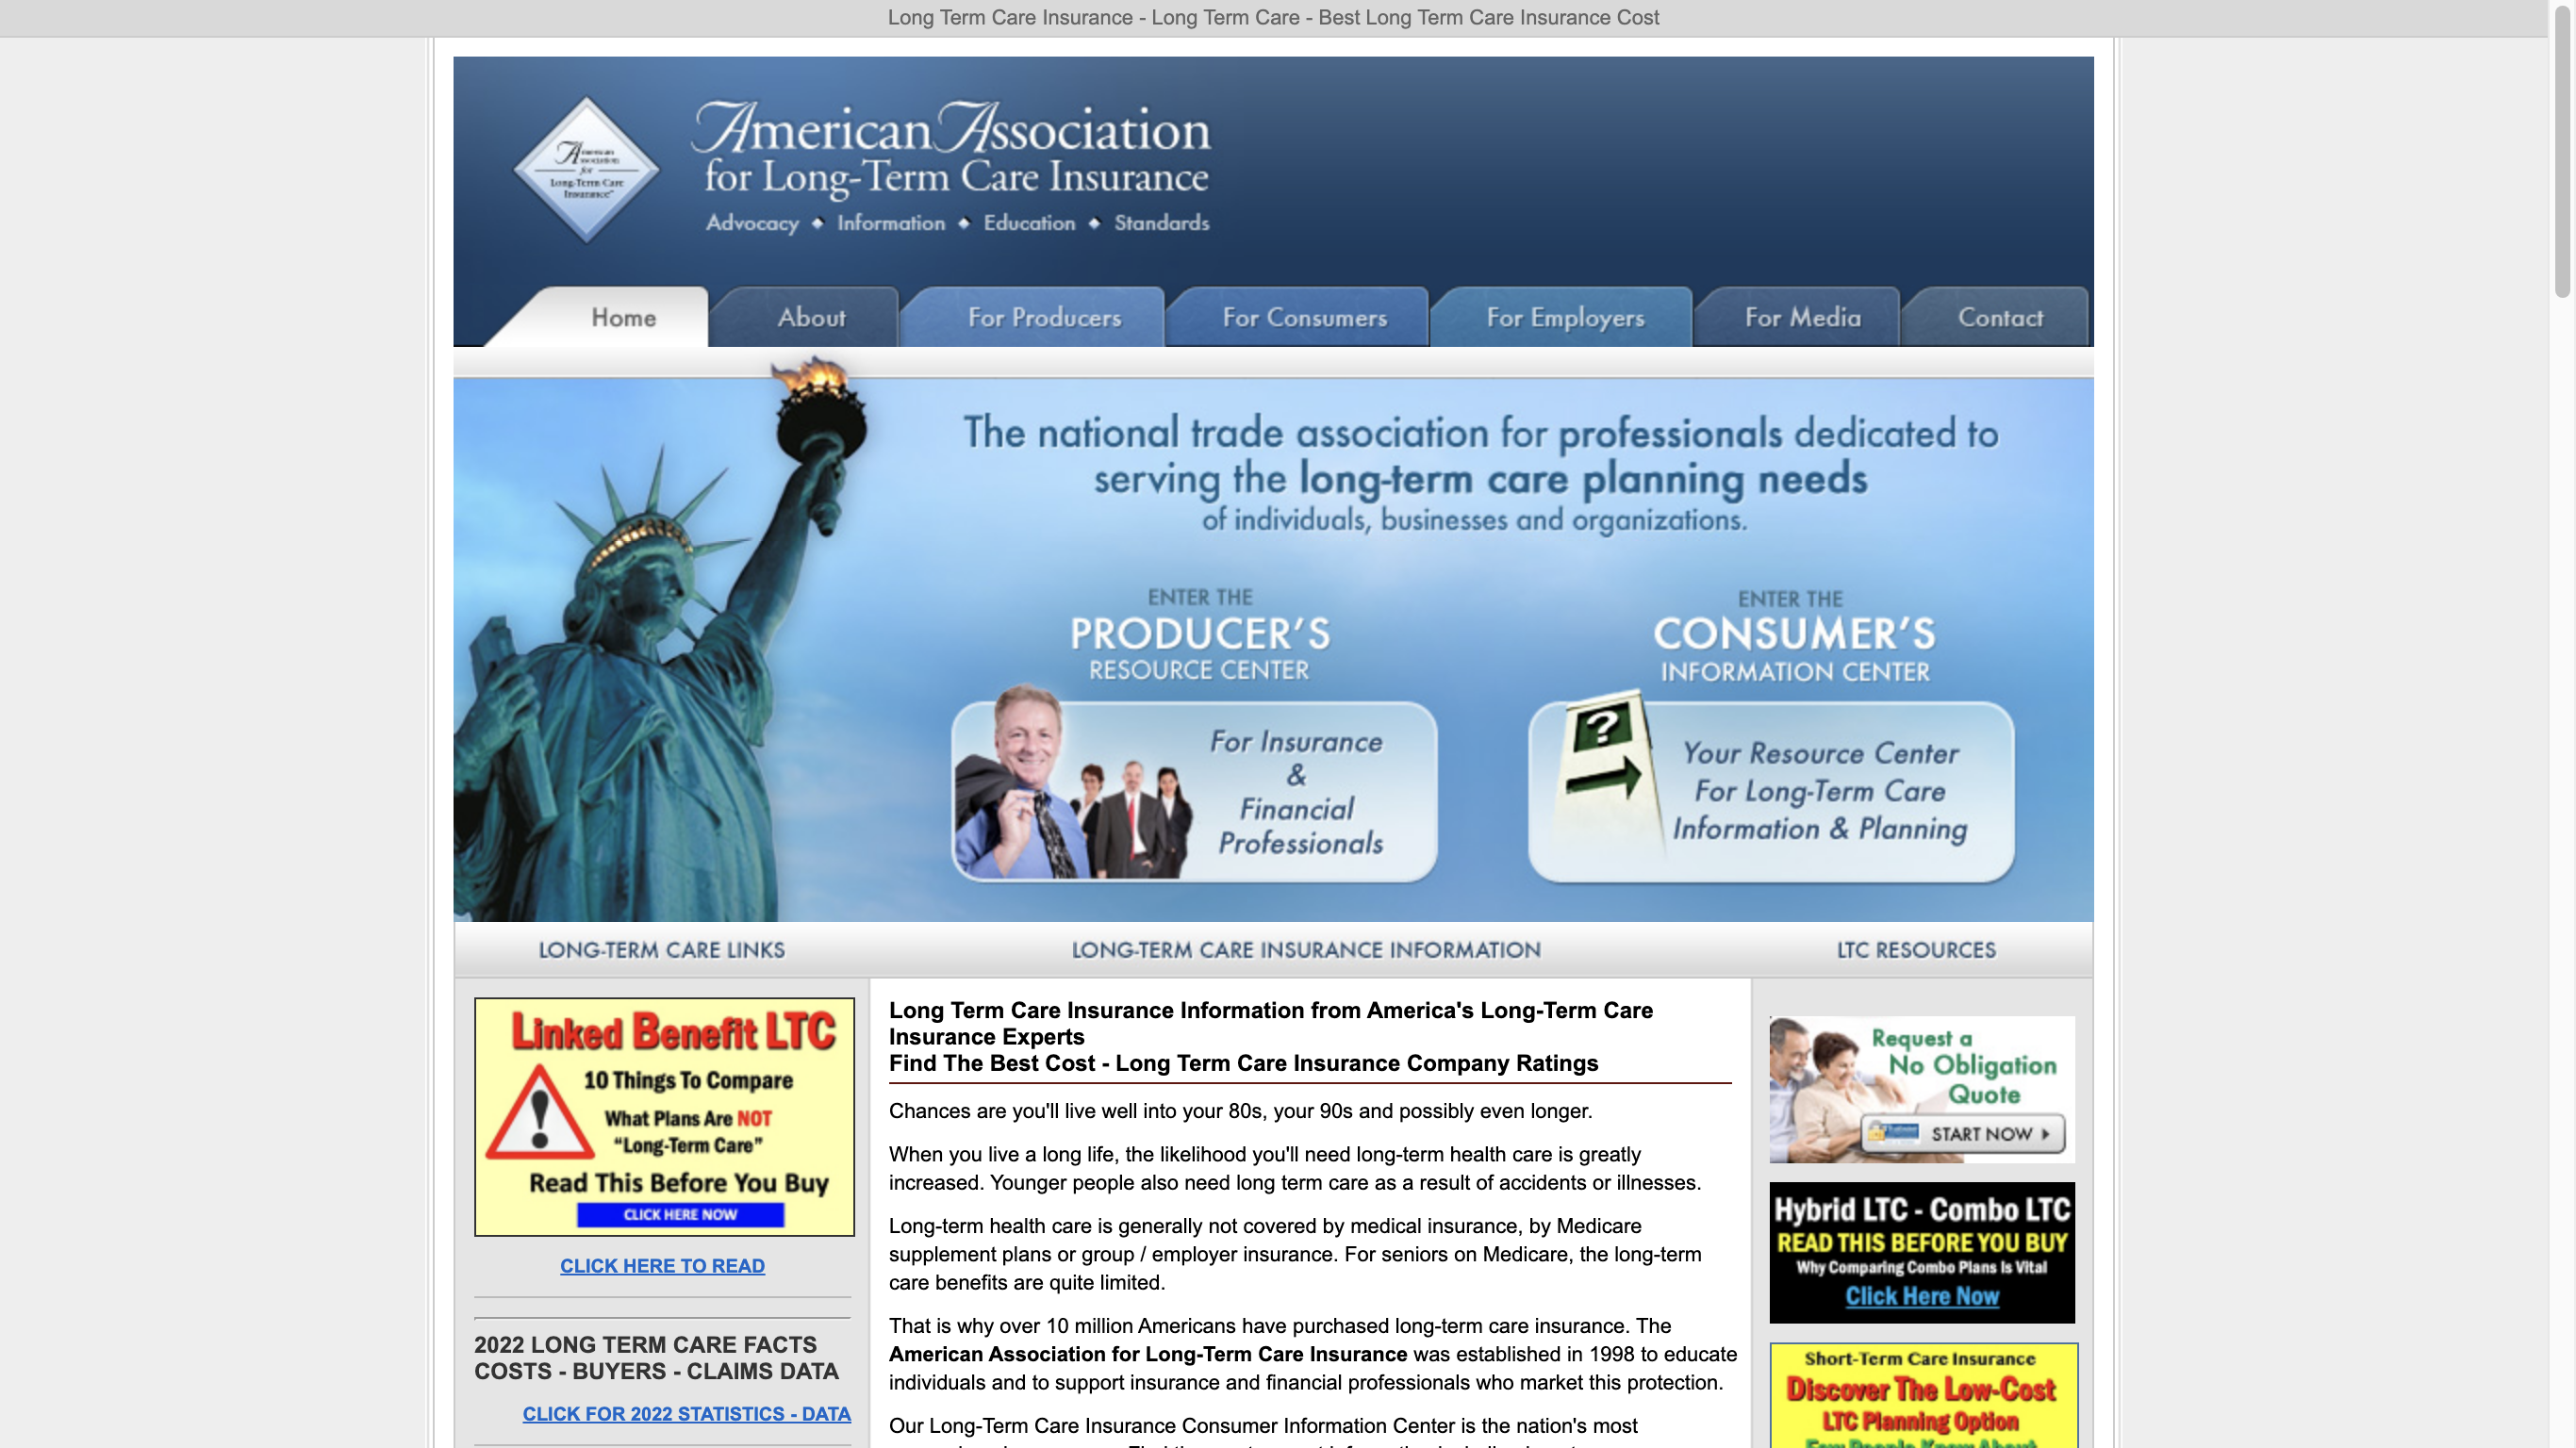 Long Term Care Insurance - Long Term Care - Best Long Term Care Insurance Cost
American
Association
for
Long-Term Care
Insurance
American Association
for Long-Term Care Insurance
Advocacy ◆ Information ◆ Education ◆ Standards
Home
About
For Producers
For Consumers
For Employers
For Media
Contact
The national trade association for professionals dedicated to
serving the long-term care planning needs
of individuals, businesses and organizations.
ENTER THE
PRODUCER'S
RESOURCE CENTER
For Insurance
&
Financial
Professionals
ENTER THE
CONSUMER'S
INFORMATION CENTER
?
Your Resource Center
For Long-Term Care
Information & Planning
LONG-TERM CARE LINKS
LONG-TERM CARE INSURANCE INFORMATION
LTC RESOURCES
Linked Benefit LTC
10 Things To Compare
What Plans Are NOT
"Long-Term Care"
Read This Before You Buy
CLICK HERE NOW
CLICK HERE TO READ
2022 LONG TERM CARE FACTS
COSTS - BUYERS - CLAIMS DATA
CLICK FOR 2022 STATISTICS - DATA
Long Term Care Insurance Information from America's Long-Term Care
Insurance Experts
Find The Best Cost - Long Term Care Insurance Company Ratings
Chances are you'll live well into your 80s, your 90s and possibly even longer.
When you live a long life, the likelihood you'll need long-term health care is greatly
increased. Younger people also need long term care as a result of accidents or illnesses.
Long-term health care is generally not covered by medical insurance, by Medicare
supplement plans or group / employer insurance. For seniors on Medicare, the long-term
care benefits are quite limited.
That is why over 10 million Americans have purchased long-term care insurance. The
American Association for Long-Term Care Insurance was established in 1998 to educate
individuals and to support insurance and financial professionals who market this protection.
Our Long-Term Care Insurance Consumer Information Center is the nation's most
Request a
No Obligation
Quote
START NOW
Hybrid LTC - Combo LTC
READ THIS BEFORE YOU BUY
Why Comparing Combo Plans Is Vital
Click Here Now
Short-Term Care Insurance
Discover The Low-Cost
LTC Planning Option
Few People Know About